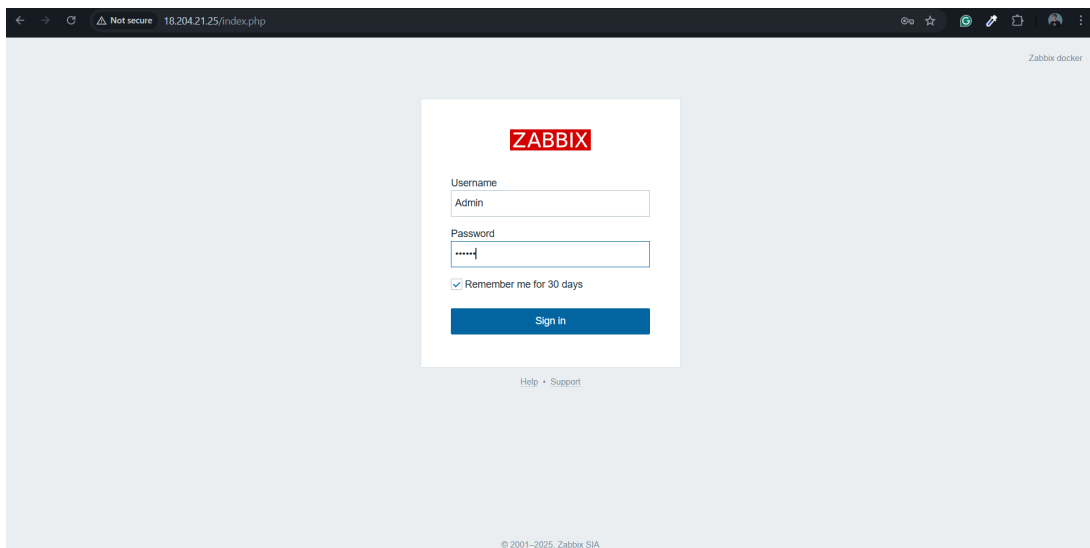 Not secure 18.204.21.25/index.php
Zabbix docker
ZABBIX
Username
Admin
Password
••••••
Remember me for 30 days
Sign in
Help • Support
© 2001–2025, Zabbix SIA